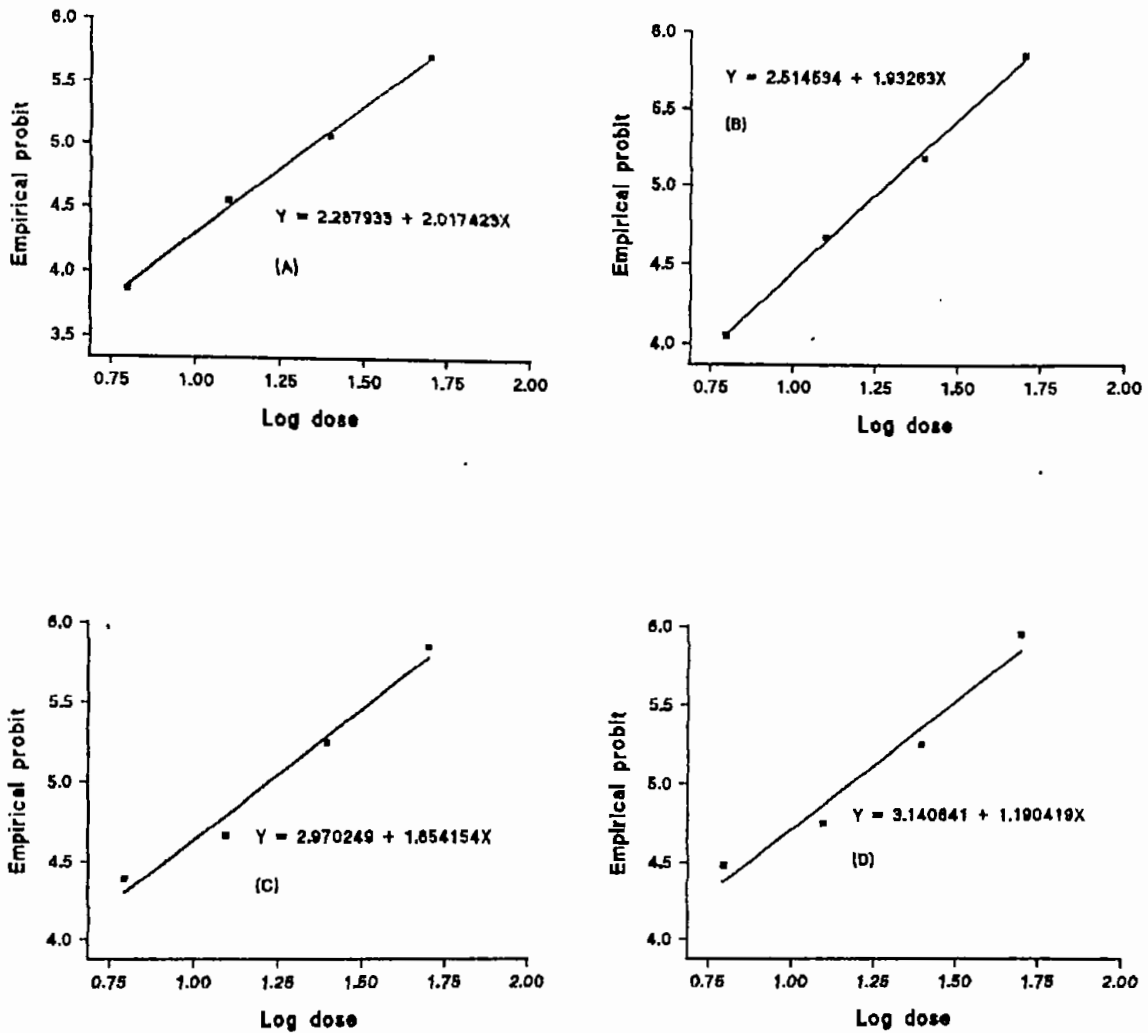 6.0
5.5
5.0
4.5
4.0
3.5
Empirical probit
Y = 2.287933 + 2.017423X
(A)
0.75 1.00 1.25 1.50 1.75 2.00
Log dose
6.0
5.5
5.0
4.5
4.0
Empirical probit
Y = 2.514534 + 1.93263X
(B)
0.75 1.00 1.25 1.50 1.75 2.00
Log dose
6.0
5.5
5.0
4.5
4.0
Empirical probit
Y = 2.970249 + 1.654154X
(C)
0.75 1.00 1.25 1.50 1.75 2.00
Log dose
6.0
5.5
5.0
4.5
4.0
Empirical probit
Y = 3.140641 + 1.190419X
(D)
0.75 1.00 1.25 1.50 1.75 2.00
Log dose